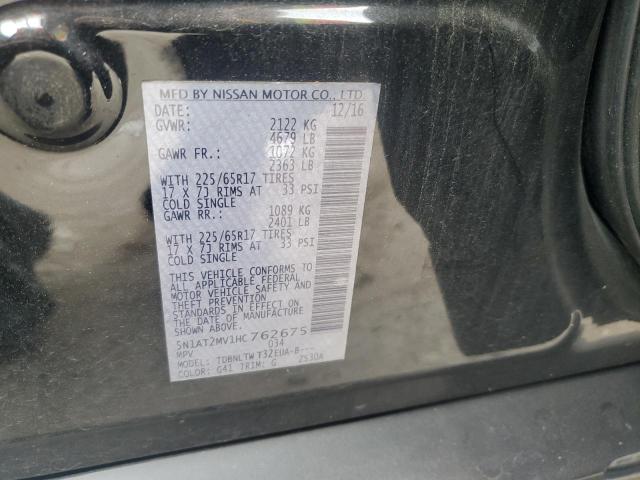 MFD BY NISSAN MOTOR CO., LTD.
DATE: 12/16
GVWR: 2122 KG
4679 LB
GAWR FR.: 1072 KG
2363 LB
WITH 225/65R17 TIRES
17 X 7J RIMS AT 33 PSI
COLD SINGLE
GAWR RR.: 1089 KG
2401 LB
WITH 225/65R17 TIRES
17 X 7J RIMS AT 33 PSI
COLD SINGLE
THIS VEHICLE CONFORMS TO
ALL APPLICABLE FEDERAL
MOTOR VEHICLE SAFETY AND
THEFT PREVENTION
STANDARDS IN EFFECT ON
THE DATE OF MANUFACTURE
SHOWN ABOVE.
5N1AT2MV1HC762675
MPV 034
MODEL: TDBNLTW T32EUA-B---
COLOR: G41 TRIM: G 2530A